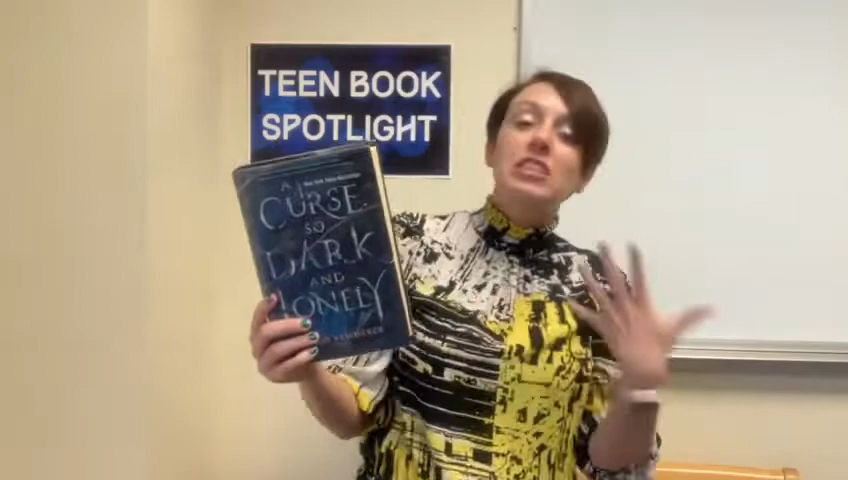 TEEN BOOK
SPOTLIGHT
A
CURSE
SO
DARK
AND
LONELY